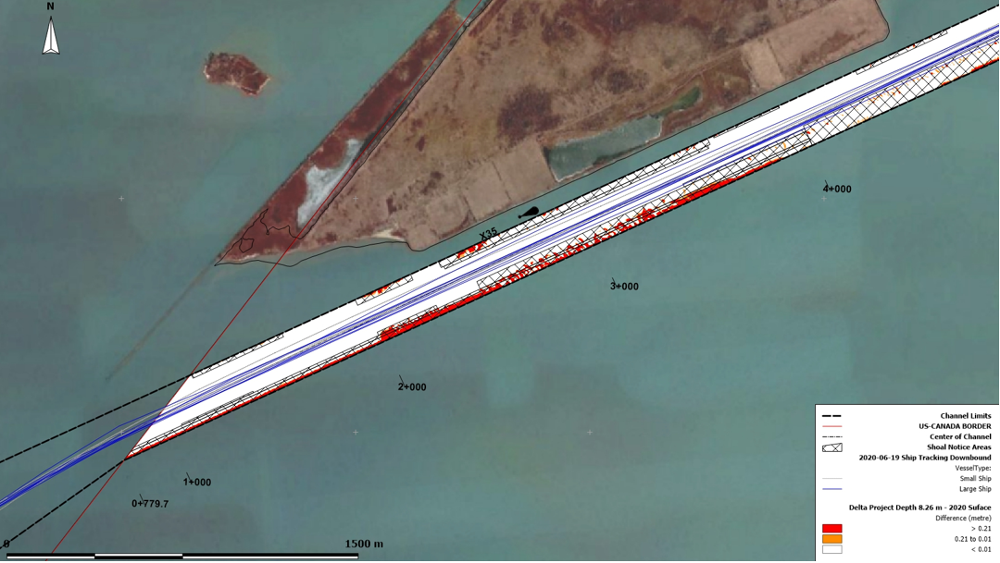 N
4+000
X35
3+000
2+000
1+000
0+779.7
0
1500 m
Channel Limits
US-CANADA BORDER
Center of Channel
Shoal Notice Areas
2020-06-19 Ship Tracking Downbound
VesselType:
Small Ship
Large Ship
Delta Project Depth 8.26 m - 2020 Suface
Difference (metre)
> 0.21
0.21 to 0.01
< 0.01